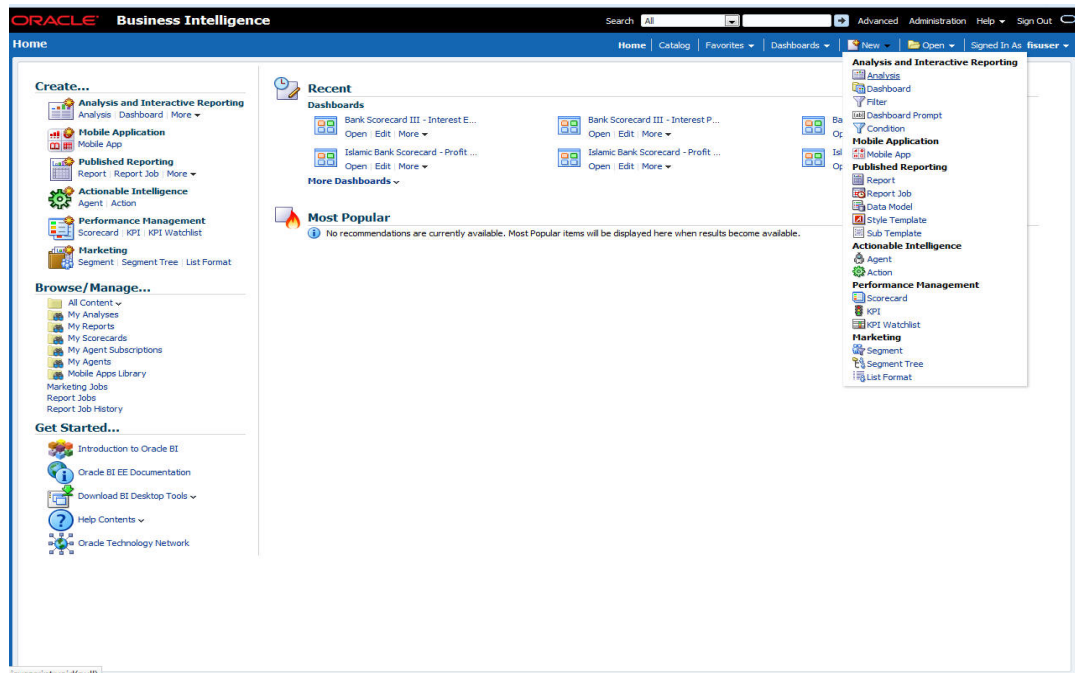 ORACLE Business Intelligence
Search All Advanced Administration Help Sign Out
Home
Home Catalog Favorites Dashboards New Open Signed In As fisuser
Create...
Analysis and Interactive Reporting
Analysis Dashboard More
Mobile Application
Mobile App
Published Reporting
Report Report Job More
Actionable Intelligence
Agent Action
Performance Management
Scorecard KPI KPI Watchlist
Marketing
Segment Segment Tree List Format
Browse/Manage...
All Content
My Analyses
My Reports
My Scorecards
My Agent Subscriptions
My Agents
Mobile Apps Library
Marketing Jobs
Report Jobs
Report Job History
Get Started...
Introduction to Oracle BI
Oracle BI EE Documentation
Download BI Desktop Tools
Help Contents
Oracle Technology Network
Recent
Dashboards
Bank Scorecard III - Interest E...
Open Edit More
Bank Scorecard III - Interest P...
Open Edit More
Ba
Op
Islamic Bank Scorecard - Profit ...
Open Edit More
Islamic Bank Scorecard - Profit ...
Open Edit More
Isl
Op
More Dashboards
Most Popular
No recommendations are currently available. Most Popular items will be displayed here when results become available.
Analysis and Interactive Reporting
Analysis
Dashboard
Filter
Dashboard Prompt
Condition
Mobile Application
Mobile App
Published Reporting
Report
Report Job
Data Model
Style Template
Sub Template
Actionable Intelligence
Agent
Action
Performance Management
Scorecard
KPI
KPI Watchlist
Marketing
Segment
Segment Tree
List Format